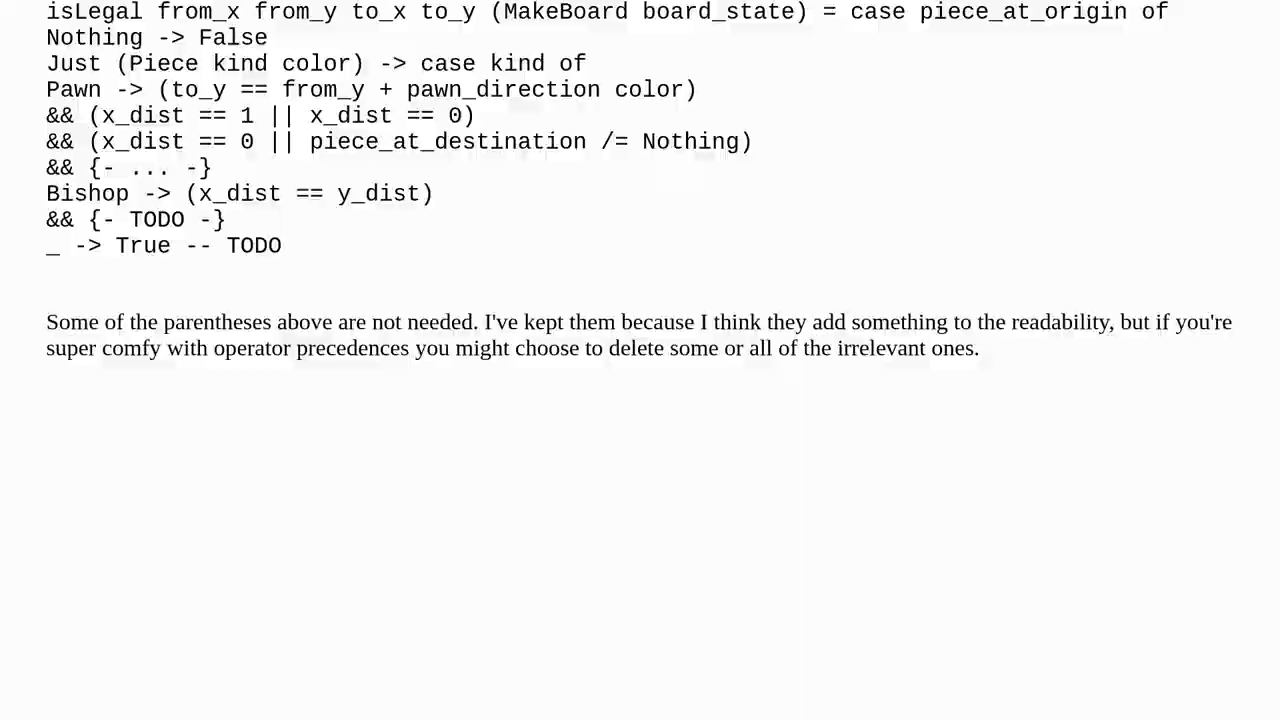 isLegal from_x from_y to_x to_y (MakeBoard board_state) = case piece_at_origin of
Nothing -> False
Just (Piece kind color) -> case kind of
Pawn -> (to_y == from_y + pawn_direction color)
&& (x_dist == 1 || x_dist == 0)
&& (x_dist == 0 || piece_at_destination /= Nothing)
&& {- ... -}
Bishop -> (x_dist == y_dist)
&& {- TODO -}
_ -> True -- TODO
Some of the parentheses above are not needed. I've kept them because I think they add something to the readability, but if you're
super comfy with operator precedences you might choose to delete some or all of the irrelevant ones.